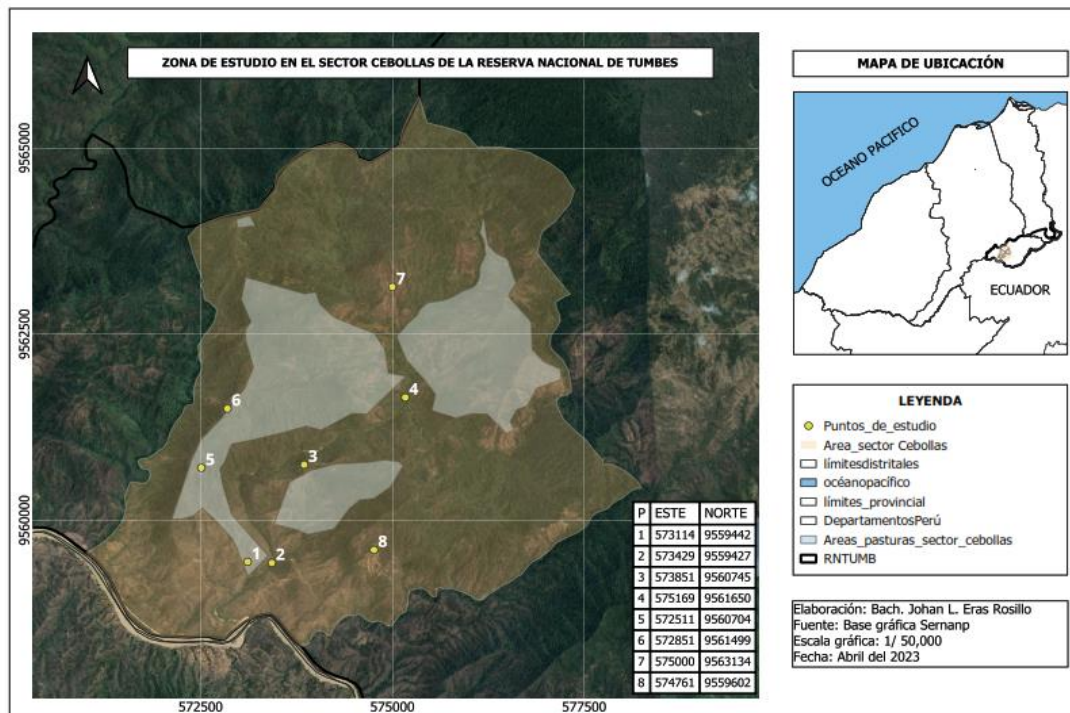 ZONA DE ESTUDIO EN EL SECTOR CEBOLLAS DE LA RESERVA NACIONAL DE TUMBES
9565000
9562500
9560000
572500
575000
577500
7
6
4
5
3
1
2
8
P ESTE NORTE
1 573114 9559442
2 573429 9559427
3 573851 9560745
4 575169 9561650
5 572511 9560704
6 572851 9561499
7 575000 9563134
8 574761 9559602
MAPA DE UBICACIÓN
OCEANO PACÍFICO
ECUADOR
LEYENDA
Puntos_de_estudio
Area_sector Cebollas
límitesdistritales
océanopacífico
límites_provincial
DepartamentosPerú
Areas_pasturas_sector_cebollas
RNTUMB
Elaboración: Bach. Johan L. Eras Rosillo
Fuente: Base gráfica Sernanp
Escala gráfica: 1/ 50,000
Fecha: Abril del 2023